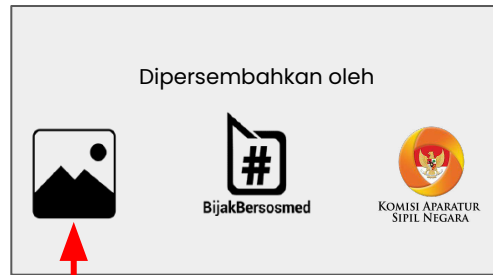 Dipersembahkan oleh
#
BijakBersosmed
KOMISI APARATUR
SIPIL NEGARA